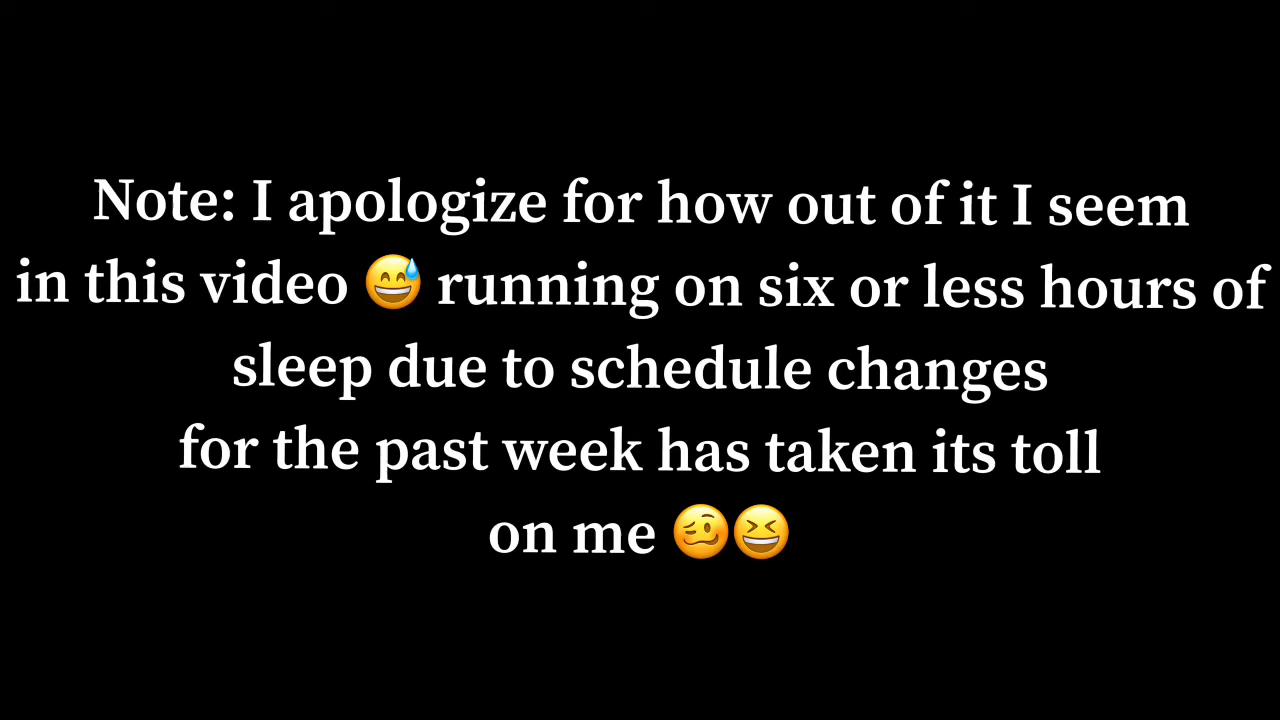 Note: I apologize for how out of it I seem
in this video 😅 running on six or less hours of
sleep due to schedule changes
for the past week has taken its toll
on me 🥴😆